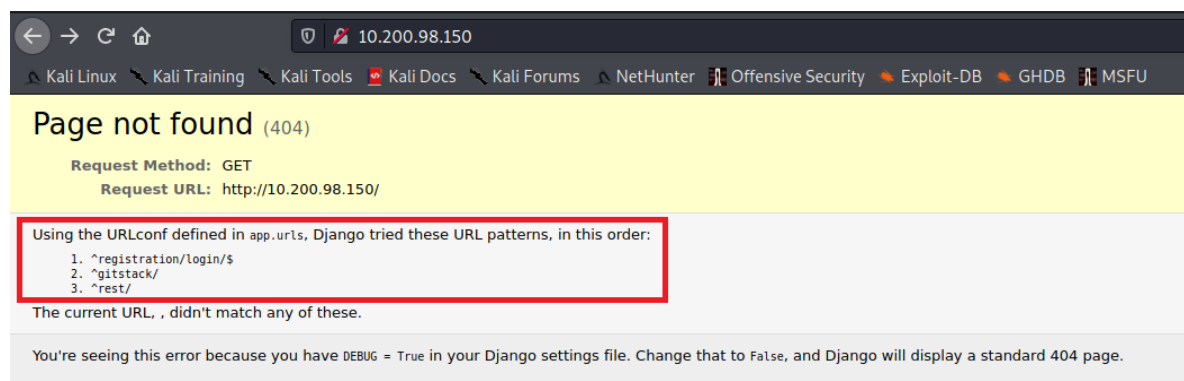 10.200.98.150
Kali Linux Kali Training Kali Tools Kali Docs Kali Forums NetHunter Offensive Security Exploit-DB GHDB MSFU
Page not found (404)
Request Method: GET
Request URL: http://10.200.98.150/
Using the URLconf defined in app.urls, Django tried these URL patterns, in this order:
1. ^registration/login/$
2. ^gitstack/
3. ^rest/
The current URL, , didn't match any of these.
You're seeing this error because you have DEBUG = True in your Django settings file. Change that to False, and Django will display a standard 404 page.